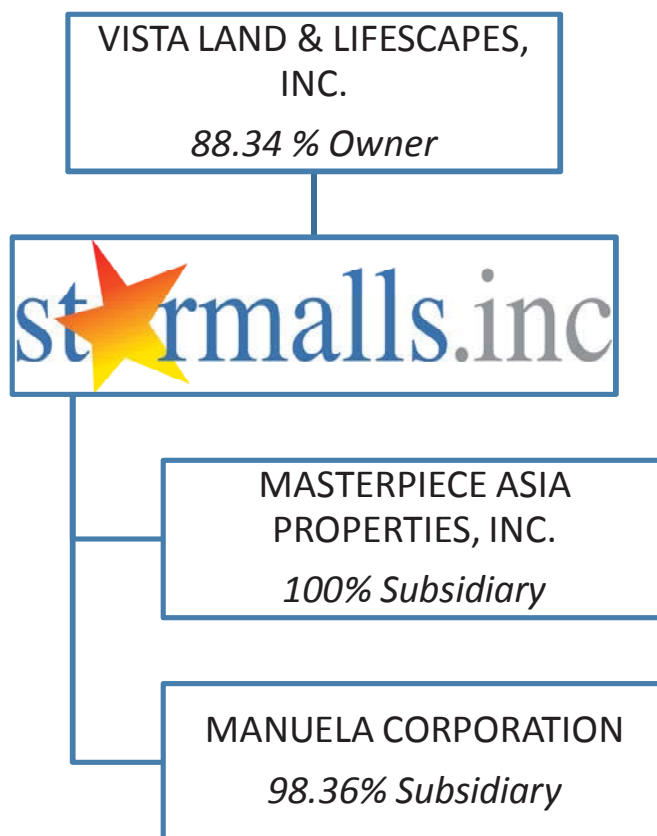 VISTA LAND & LIFESCAPES,
INC.
88.34 % Owner
starmalls.inc
MASTERPIECE ASIA
PROPERTIES, INC.
100% Subsidiary
MANUELA CORPORATION
98.36% Subsidiary